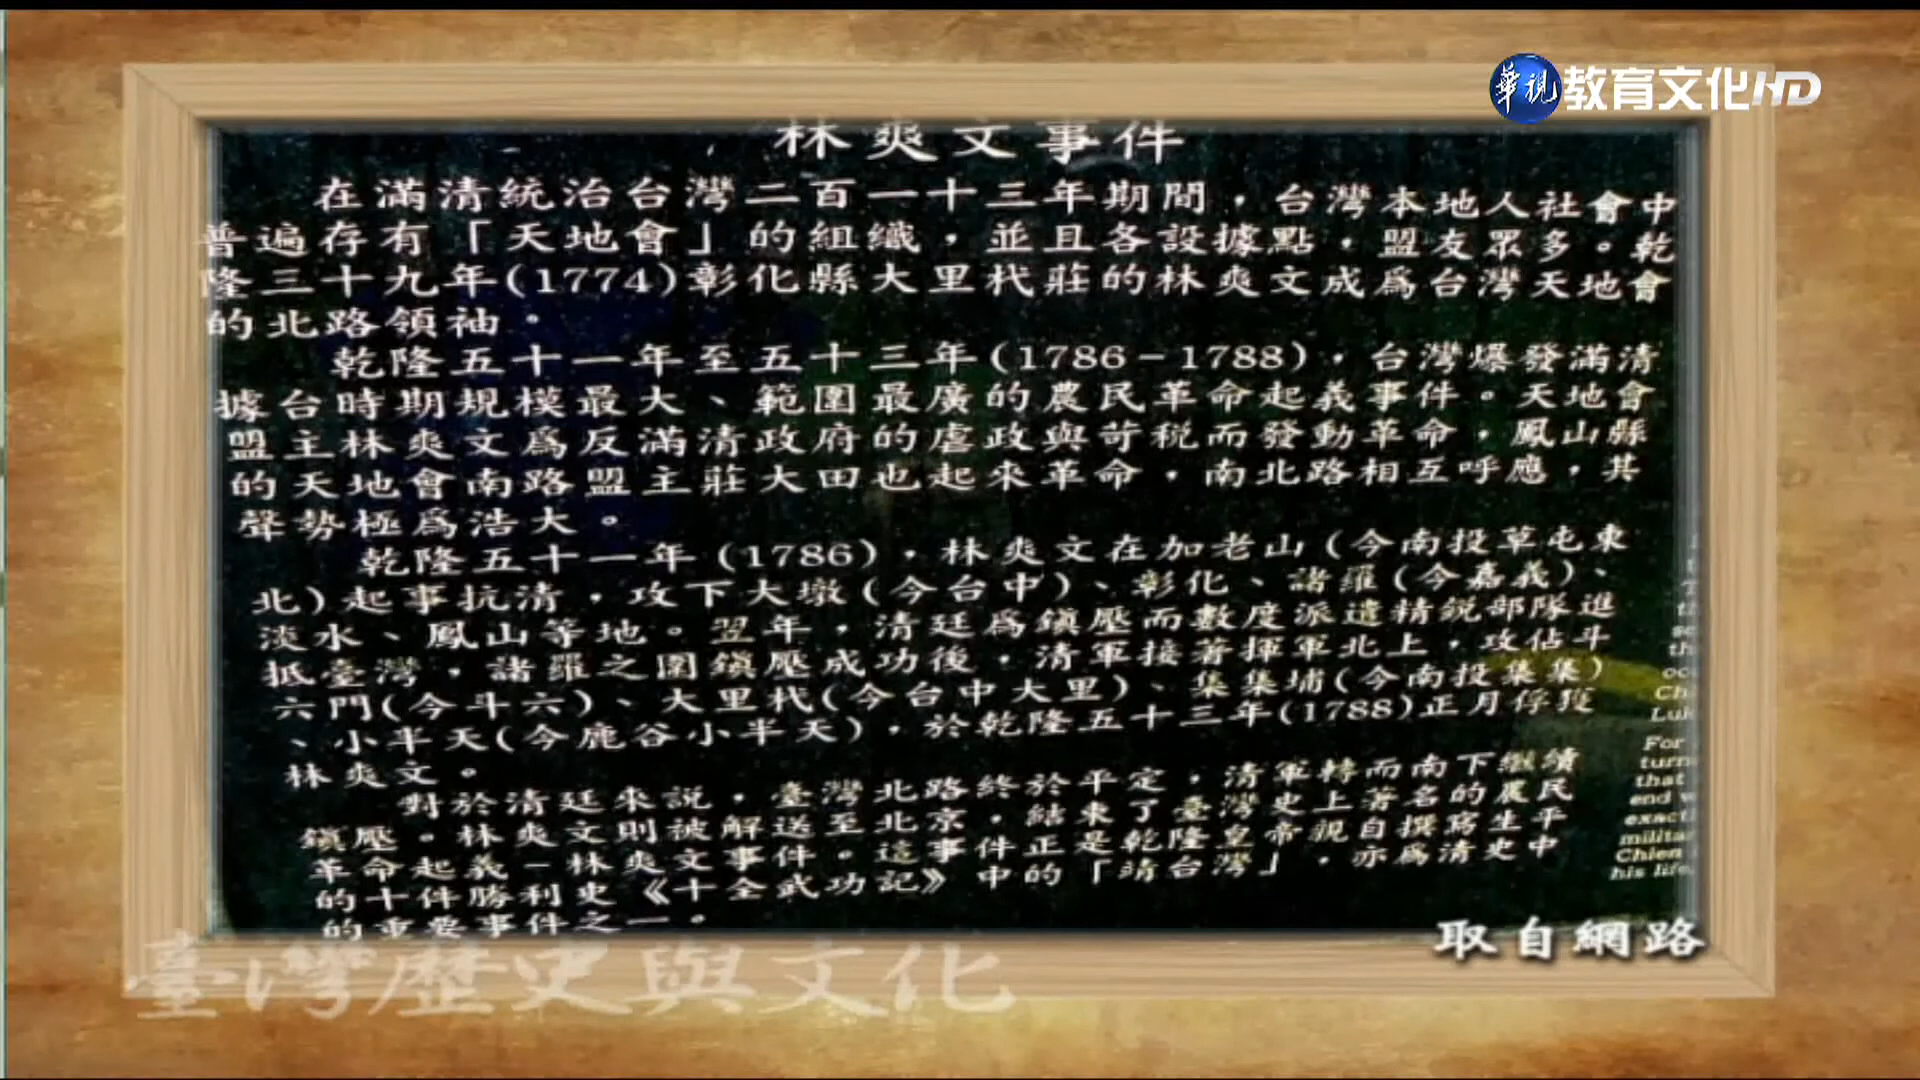 華視 教育文化HD
林爽文事件
在滿清統治台灣二百一十三年期間，台灣本地人社會中
普遍存有「天地會」的組織，並且各設據點，盟友眾多。乾
隆三十九年(1774)彰化縣大里杙莊的林爽文成為台灣天地會
的北路領袖。
乾隆五十一年至五十三年(1786－1788)，台灣爆發滿清
據台時期規模最大、範圍最廣的農民革命起義事件。天地會
盟主林爽文為反滿清政府的虐政與苛稅而發動革命，鳳山縣
的天地會南路盟主莊大田也起來革命，南北路相互呼應，其
聲勢極為浩大。
乾隆五十一年(1786)，林爽文在加老山(今南投草屯東
北)起事抗清，攻下大墩(今台中)、彰化、諸羅(今嘉義)、
淡水、鳳山等地。翌年，清廷為鎮壓而數度派遣精銳部隊進
抵臺灣，諸羅之圍鎮壓成功後，清軍接著揮軍北上，攻佔斗
六門(今斗六)、大里杙(今台中大里)、集集埔(今南投集集)
、小半天(今鹿谷小半天)，於乾隆五十三年(1788)正月俘獲
林爽文。
對於清廷來說，臺灣北路終於平定，清軍轉而南下繼續
鎮壓。林爽文則被解送至北京，結束了臺灣史上著名的農民
革命起義－林爽文事件。這事件正是乾隆皇帝親自撰寫生平
的十件勝利史《十全武功記》中的「靖台灣」，亦為清史中
的重要事件之一。
For
turn
that
end w
exact
milita
Chien
his life,
取自網路
臺灣歷史與文化